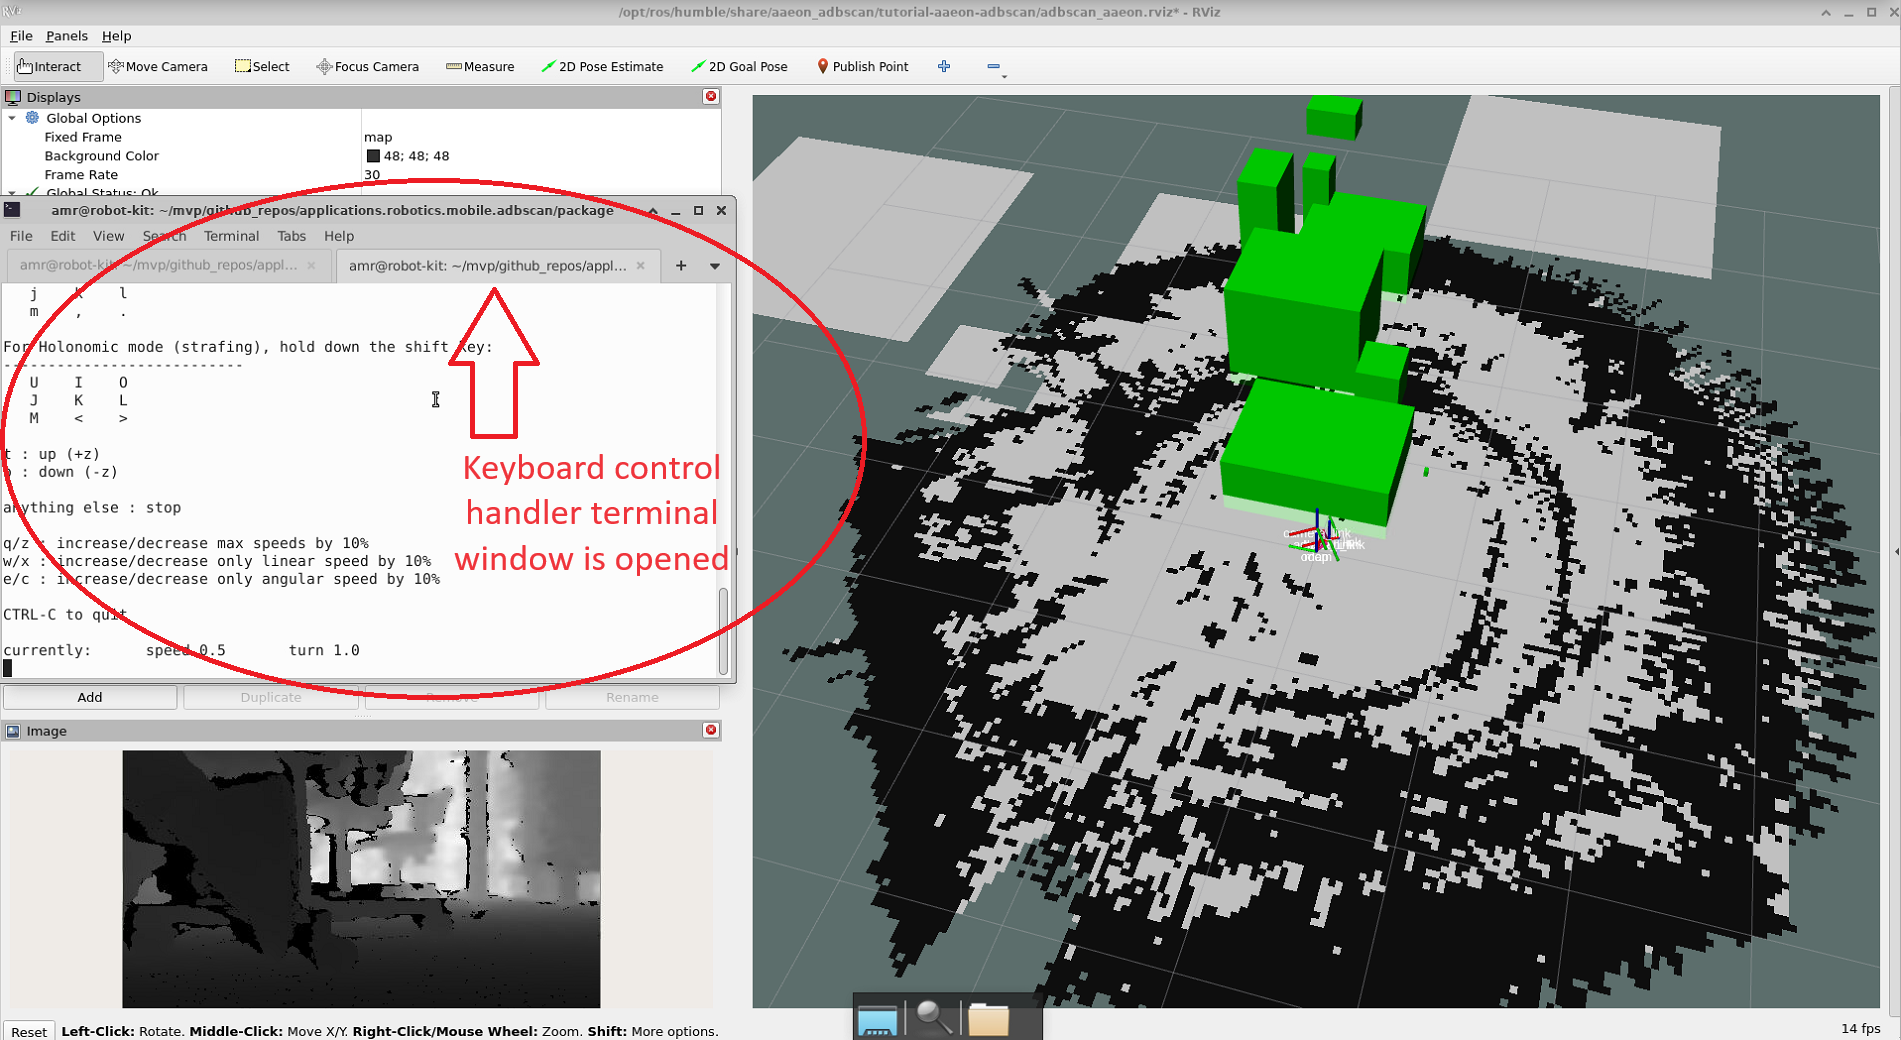 RViz
/opt/ros/humble/share/aaeon_adbscan/tutorial-aaeon-adbscan/adbscan_aaeon.rviz* - RViz
File Panels Help
Interact Move Camera Select Focus Camera Measure 2D Pose Estimate 2D Goal Pose Publish Point
Displays
Global Options
Fixed Frame map
Background Color 48; 48; 48
Frame Rate 30
Global Status: Ok
amr@robot-kit: ~/mvp/github_repos/applications.robotics.mobile.adbscan/package
File Edit View Search Terminal Tabs Help
amr@robot-kit: ~/mvp/github_repos/appl... amr@robot-kit: ~/mvp/github_repos/appl...
j k l
m , .
For Holonomic mode (strafing), hold down the shift key:
---------------------------
U I O
J K L
M < >
t : up (+z)
b : down (-z)
anything else : stop
q/z : increase/decrease max speeds by 10%
w/x : increase/decrease only linear speed by 10%
e/c : increase/decrease only angular speed by 10%
CTRL-C to quit
currently: speed 0.5 turn 1.0
Keyboard control
handler terminal
window is opened
Add Duplicate Remove Rename
Image
Reset Left-Click: Rotate. Middle-Click: Move X/Y. Right-Click/Mouse Wheel: Zoom. Shift: More options.
14 fps